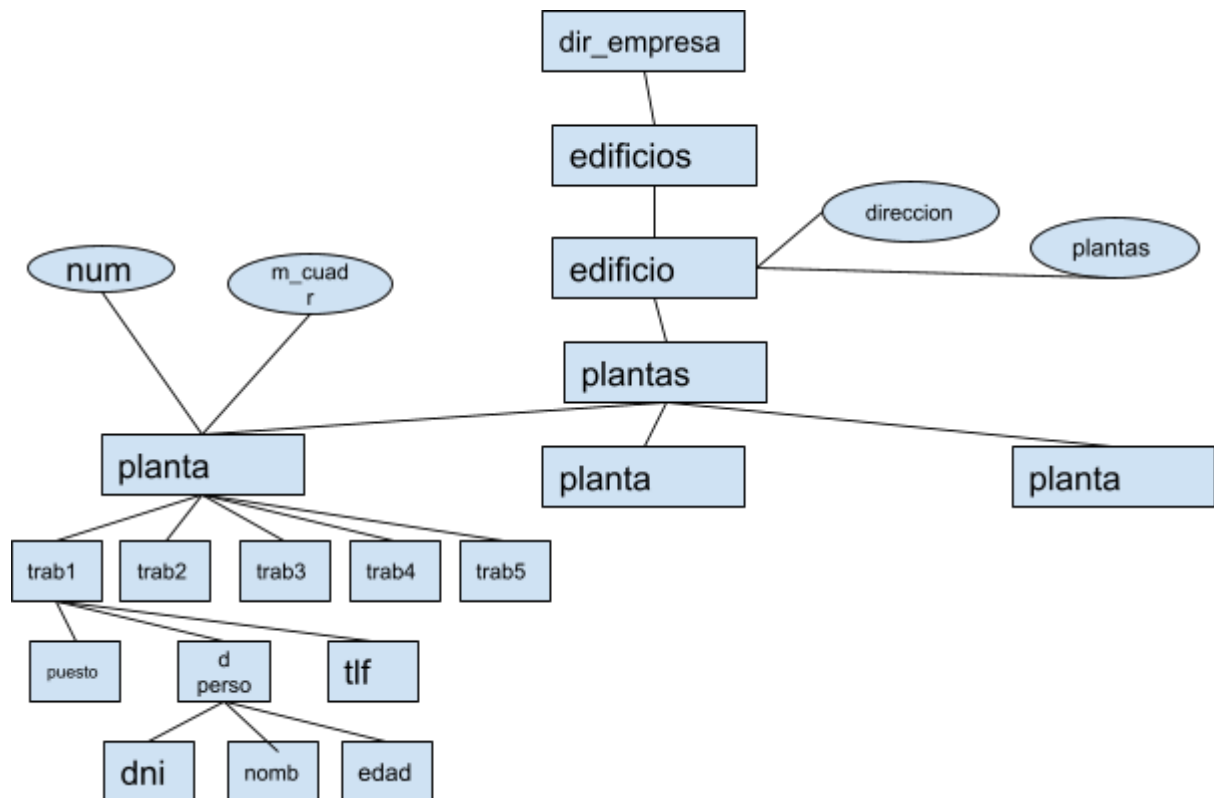 dir_empresa
edificios
direccion
plantas
num
m_cuad
r
edificio
plantas
planta
planta
planta
trab1
trab2
trab3
trab4
trab5
puesto
d
perso
tlf
dni
nomb
edad